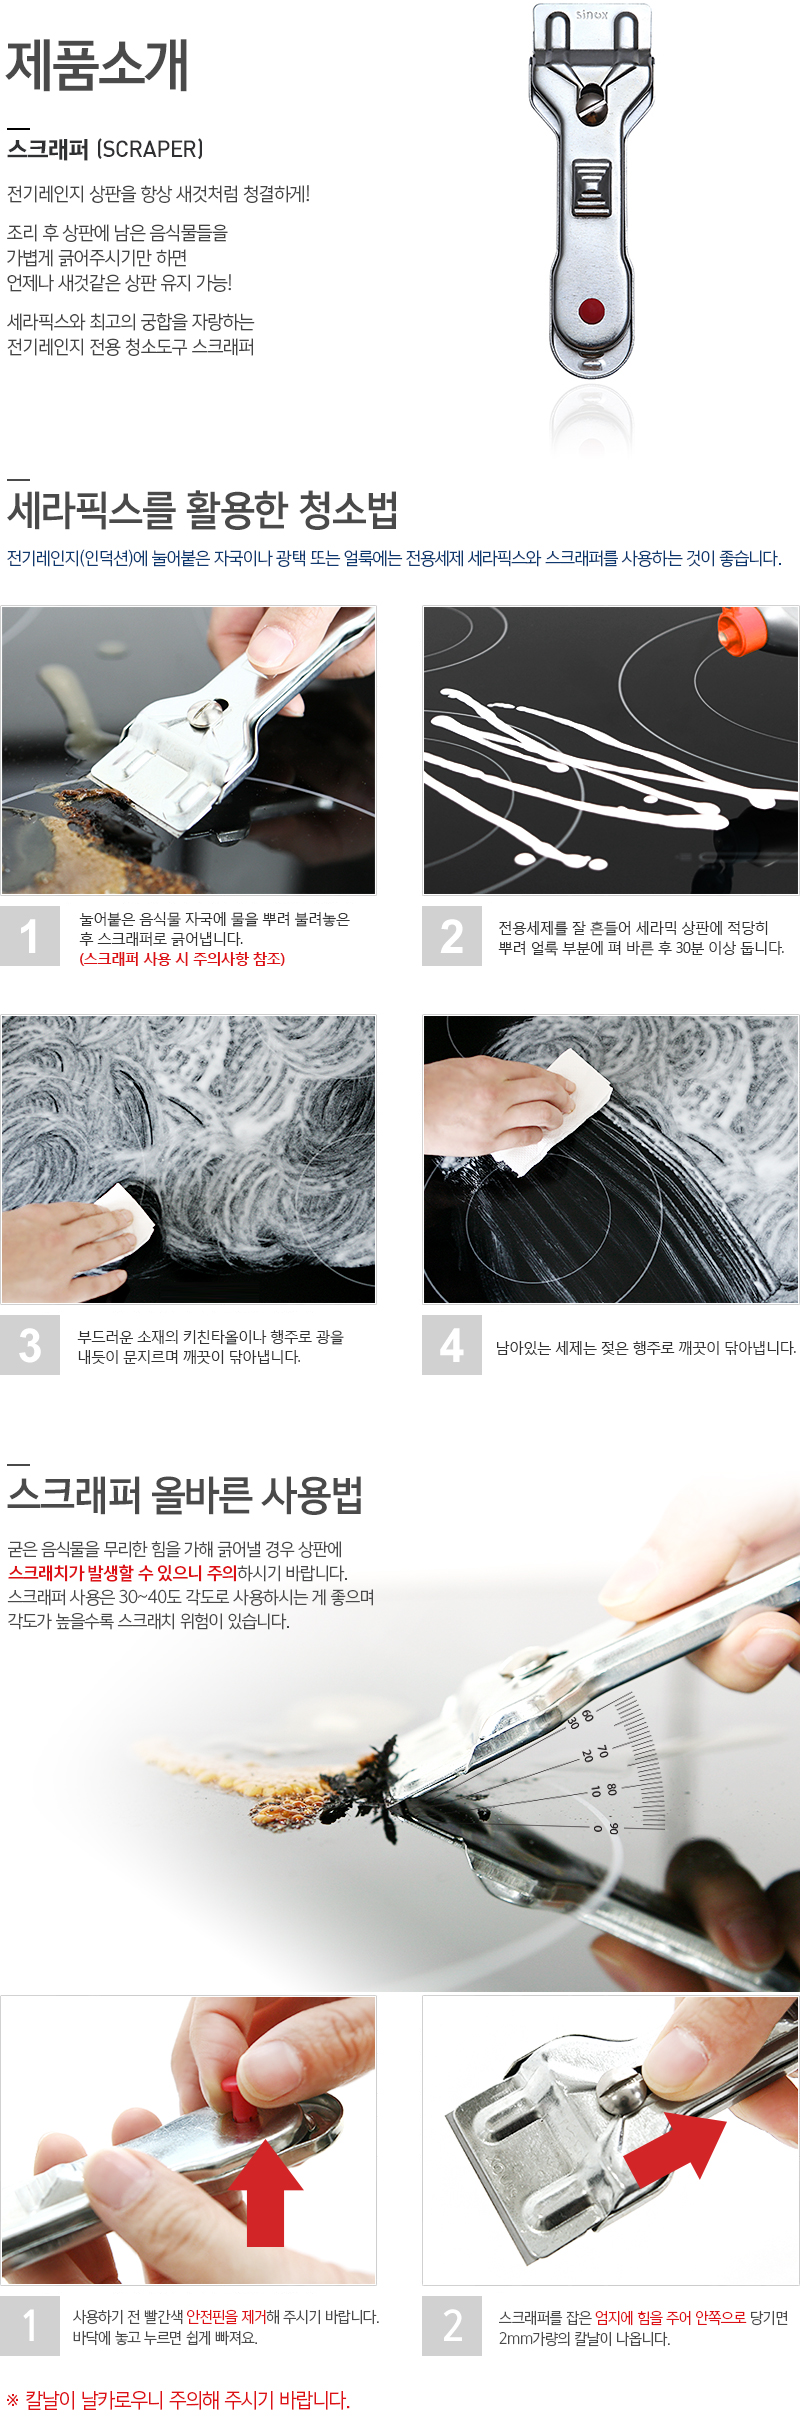 제품소개
sinox
스크래퍼 (SCRAPER)
전기레인지 상판을 항상 새것처럼 청결하게!
조리 후 상판에 남은 음식물들을
가볍게 긁어주시기만 하면
언제나 새것같은 상판 유지 가능!
세라픽스와 최고의 궁합을 자랑하는
전기레인지 전용 청소도구 스크래퍼
세라픽스를 활용한 청소법
전기레인지(인덕션)에 눌어붙은 자국이나 광택 또는 얼룩에는 전용세제 세라픽스와 스크래퍼를 사용하는 것이 좋습니다.
1
눌어붙은 음식물 자국에 물을 뿌려 불려놓은
후 스크래퍼로 긁어냅니다.
(스크래퍼 사용 시 주의사항 참조)
2
전용세제를 잘 흔들어 세라믹 상판에 적당히
뿌려 얼룩 부분에 펴 바른 후 30분 이상 둡니다.
3
부드러운 소재의 키친타올이나 행주로 광을
내듯이 문지르며 깨끗이 닦아냅니다.
4
남아있는 세제는 젖은 행주로 깨끗이 닦아냅니다.
스크래퍼 올바른 사용법
굳은 음식물을 무리한 힘을 가해 긁어낼 경우 상판에
스크래치가 발생할 수 있으니 주의하시기 바랍니다.
스크래퍼 사용은 30~40도 각도로 사용하시는 게 좋으며
각도가 높을수록 스크래치 위험이 있습니다.
30 60
20 70
10 80
0 90
1
사용하기 전 빨간색 안전핀을 제거해 주시기 바랍니다.
바닥에 놓고 누르면 쉽게 빠져요.
2
스크래퍼를 잡은 엄지에 힘을 주어 안쪽으로 당기면
2mm가량의 칼날이 나옵니다.
※ 칼날이 날카로우니 주의해 주시기 바랍니다.